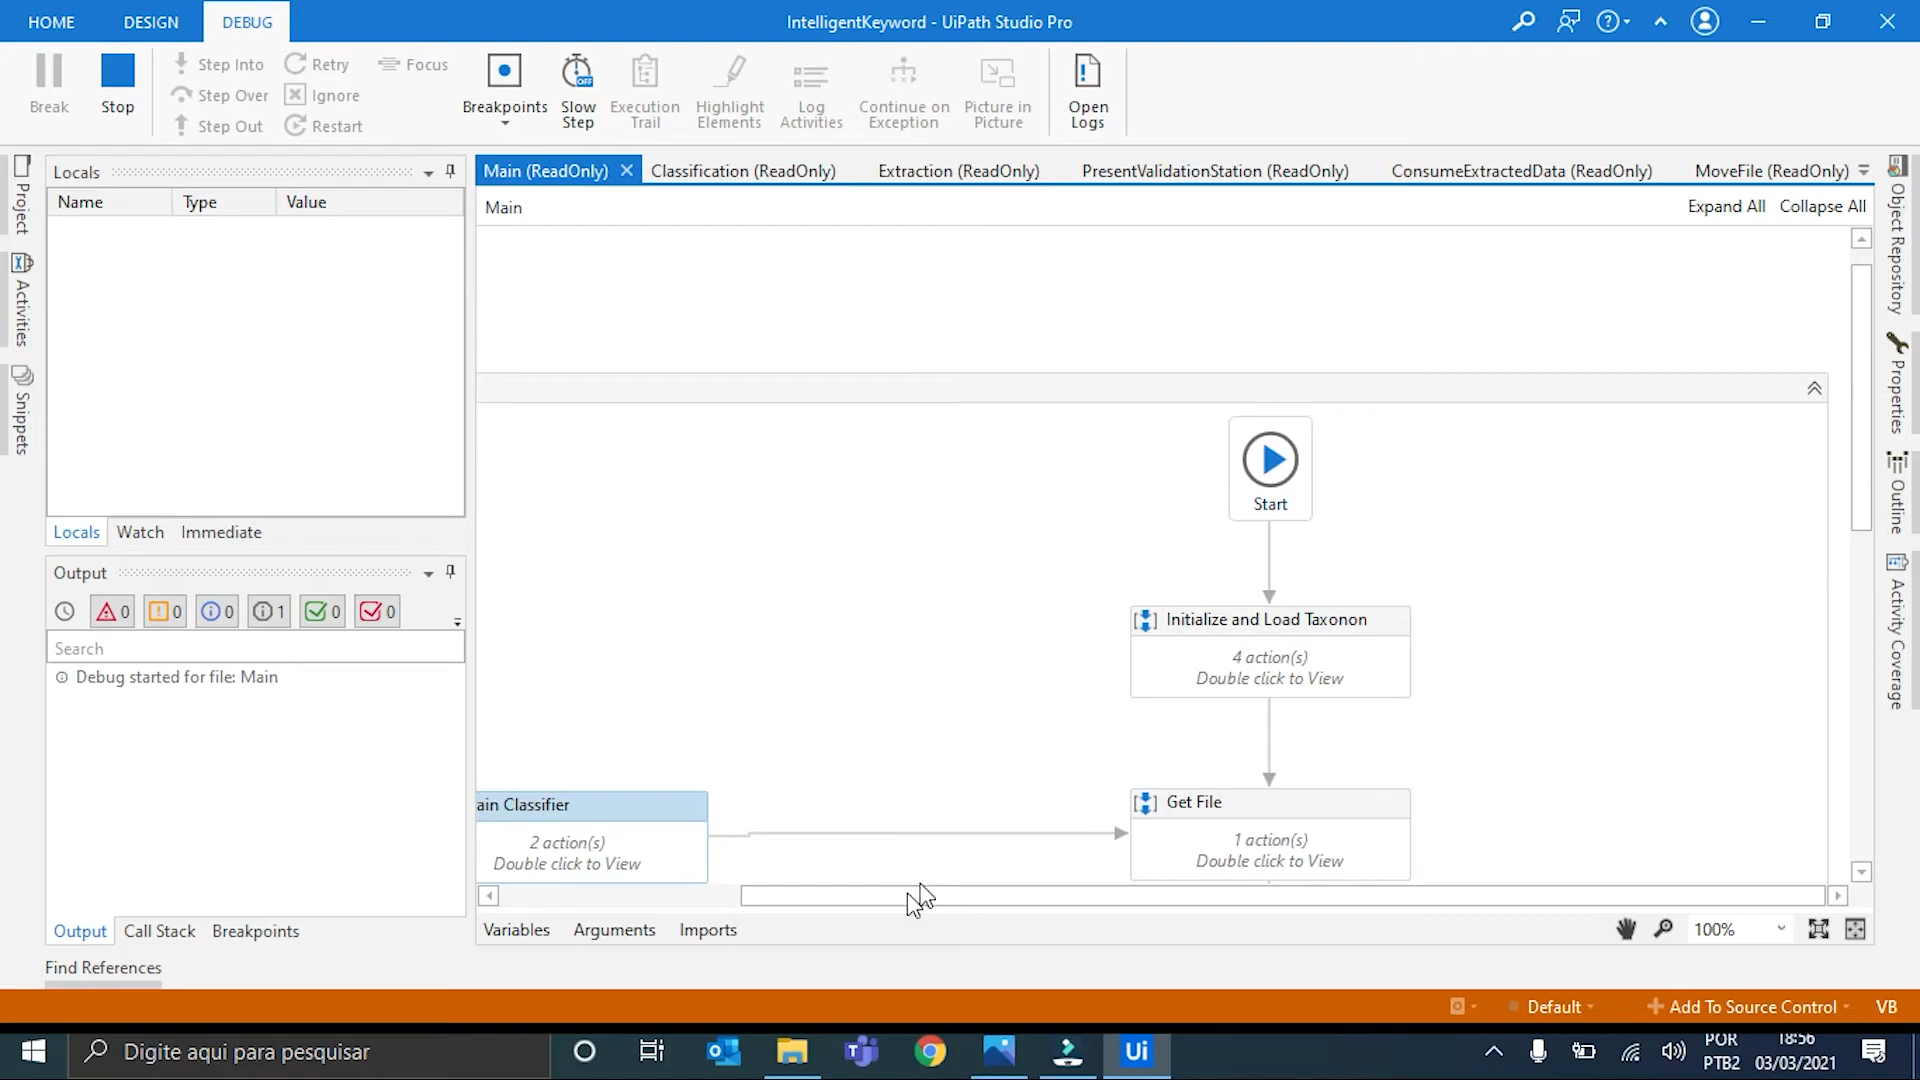 HOME DESIGN DEBUG IntelligentKeyword - UiPath Studio Pro
Break
Stop
Step Into
Step Over
Step Out
Retry
Ignore
Restart
Focus
Breakpoints
Slow
Step
Execution
Trail
Highlight
Elements
Log
Activities
Continue on
Exception
Picture in
Picture
Open
Logs
Project
Activities
Snippets
Locals
Name Type Value
Locals Watch Immediate
Output
0 0 0 1 0 0
Search
Debug started for file: Main
Output Call Stack Breakpoints
Find References
Main (ReadOnly) Classification (ReadOnly) Extraction (ReadOnly) PresentValidationStation (ReadOnly) ConsumeExtractedData (ReadOnly) MoveFile (ReadOnly)
Main Expand All Collapse All
Start
Initialize and Load Taxonon
4 action(s)
Double click to View
ain Classifier
2 action(s)
Double click to View
Get File
1 action(s)
Double click to View
Variables Arguments Imports 100%
Object Repository
Properties
Outline
Activity Coverage
Default Add To Source Control VB
Digite aqui para pesquisar
Ui
POR
PTB2
18:56
03/03/2021